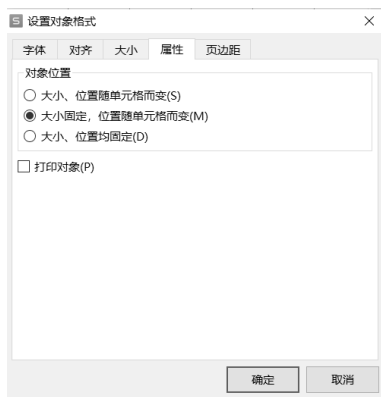 S 设置对象格式
字体 对齐 大小 属性 页边距
对象位置
大小、位置随单元格而变(S)
大小固定，位置随单元格而变(M)
大小、位置均固定(D)
打印对象(P)
确定 取消